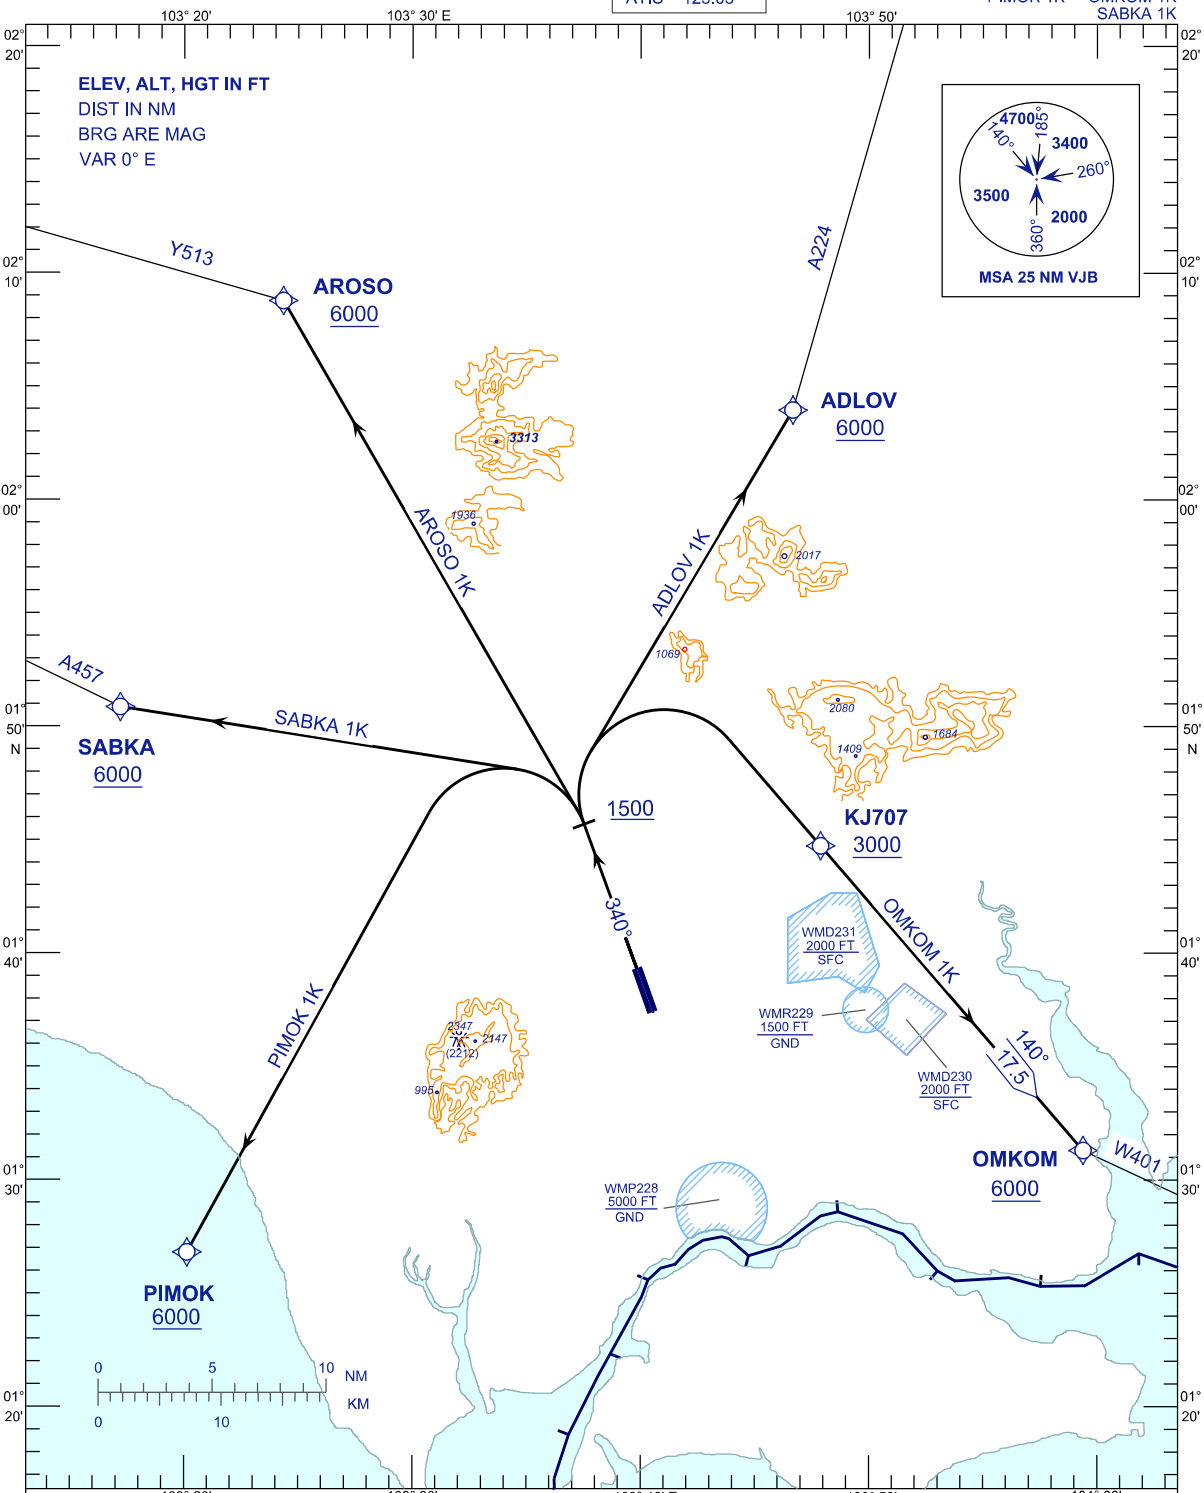 103° 20'
103° 30' E
103° 50'
SABKA 1K
02°
20'
02°
20'
ELEV, ALT, HGT IN FT
DIST IN NM
BRG ARE MAG
VAR 0° E
4700
140°
185°
3400
260°
3500
2000
360°
MSA 25 NM VJB
Y513
A224
02°
10'
02°
10'
AROSO
6000
ADLOV
6000
3313
02°
00'
02°
00'
1936
AROSO 1K
2017
ADLOV 1K
1069
A457
01°
50'
N
01°
50'
N
SABKA 1K
SABKA
6000
2080
1684
1409
1500
KJ707
3000
340°
OMKOM 1K
WMD231
2000 FT
SFC
01°
40'
01°
40'
PIMOK 1K
WMR229
1500 FT
GND
2347
2147
(2212)
995
140°
17.5
WMD230
2000 FT
SFC
OMKOM
6000
W401
01°
30'
01°
30'
WMP228
5000 FT
GND
PIMOK
6000
0 5 10 NM
KM
0 10
01°
20'
01°
20'